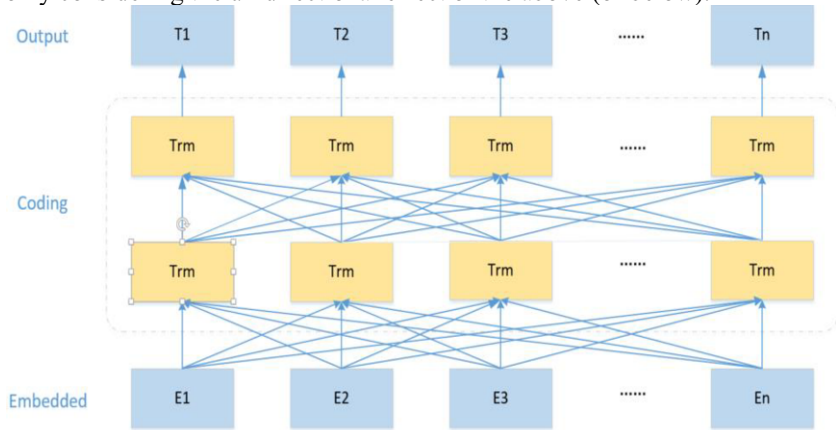 Output T1 T2 T3 ...... Tn
Trm Trm Trm ...... Trm
Coding
Trm Trm Trm ...... Trm
Embedded E1 E2 E3 ...... En